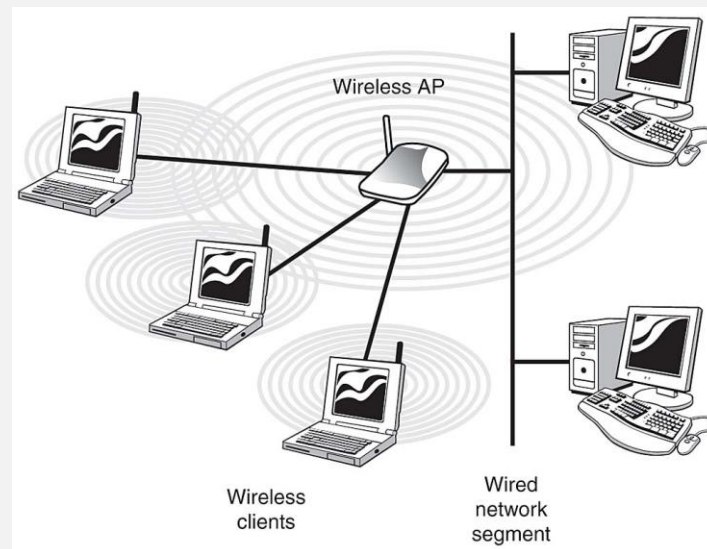 Wireless AP
Wireless
clients
Wired
network
segment